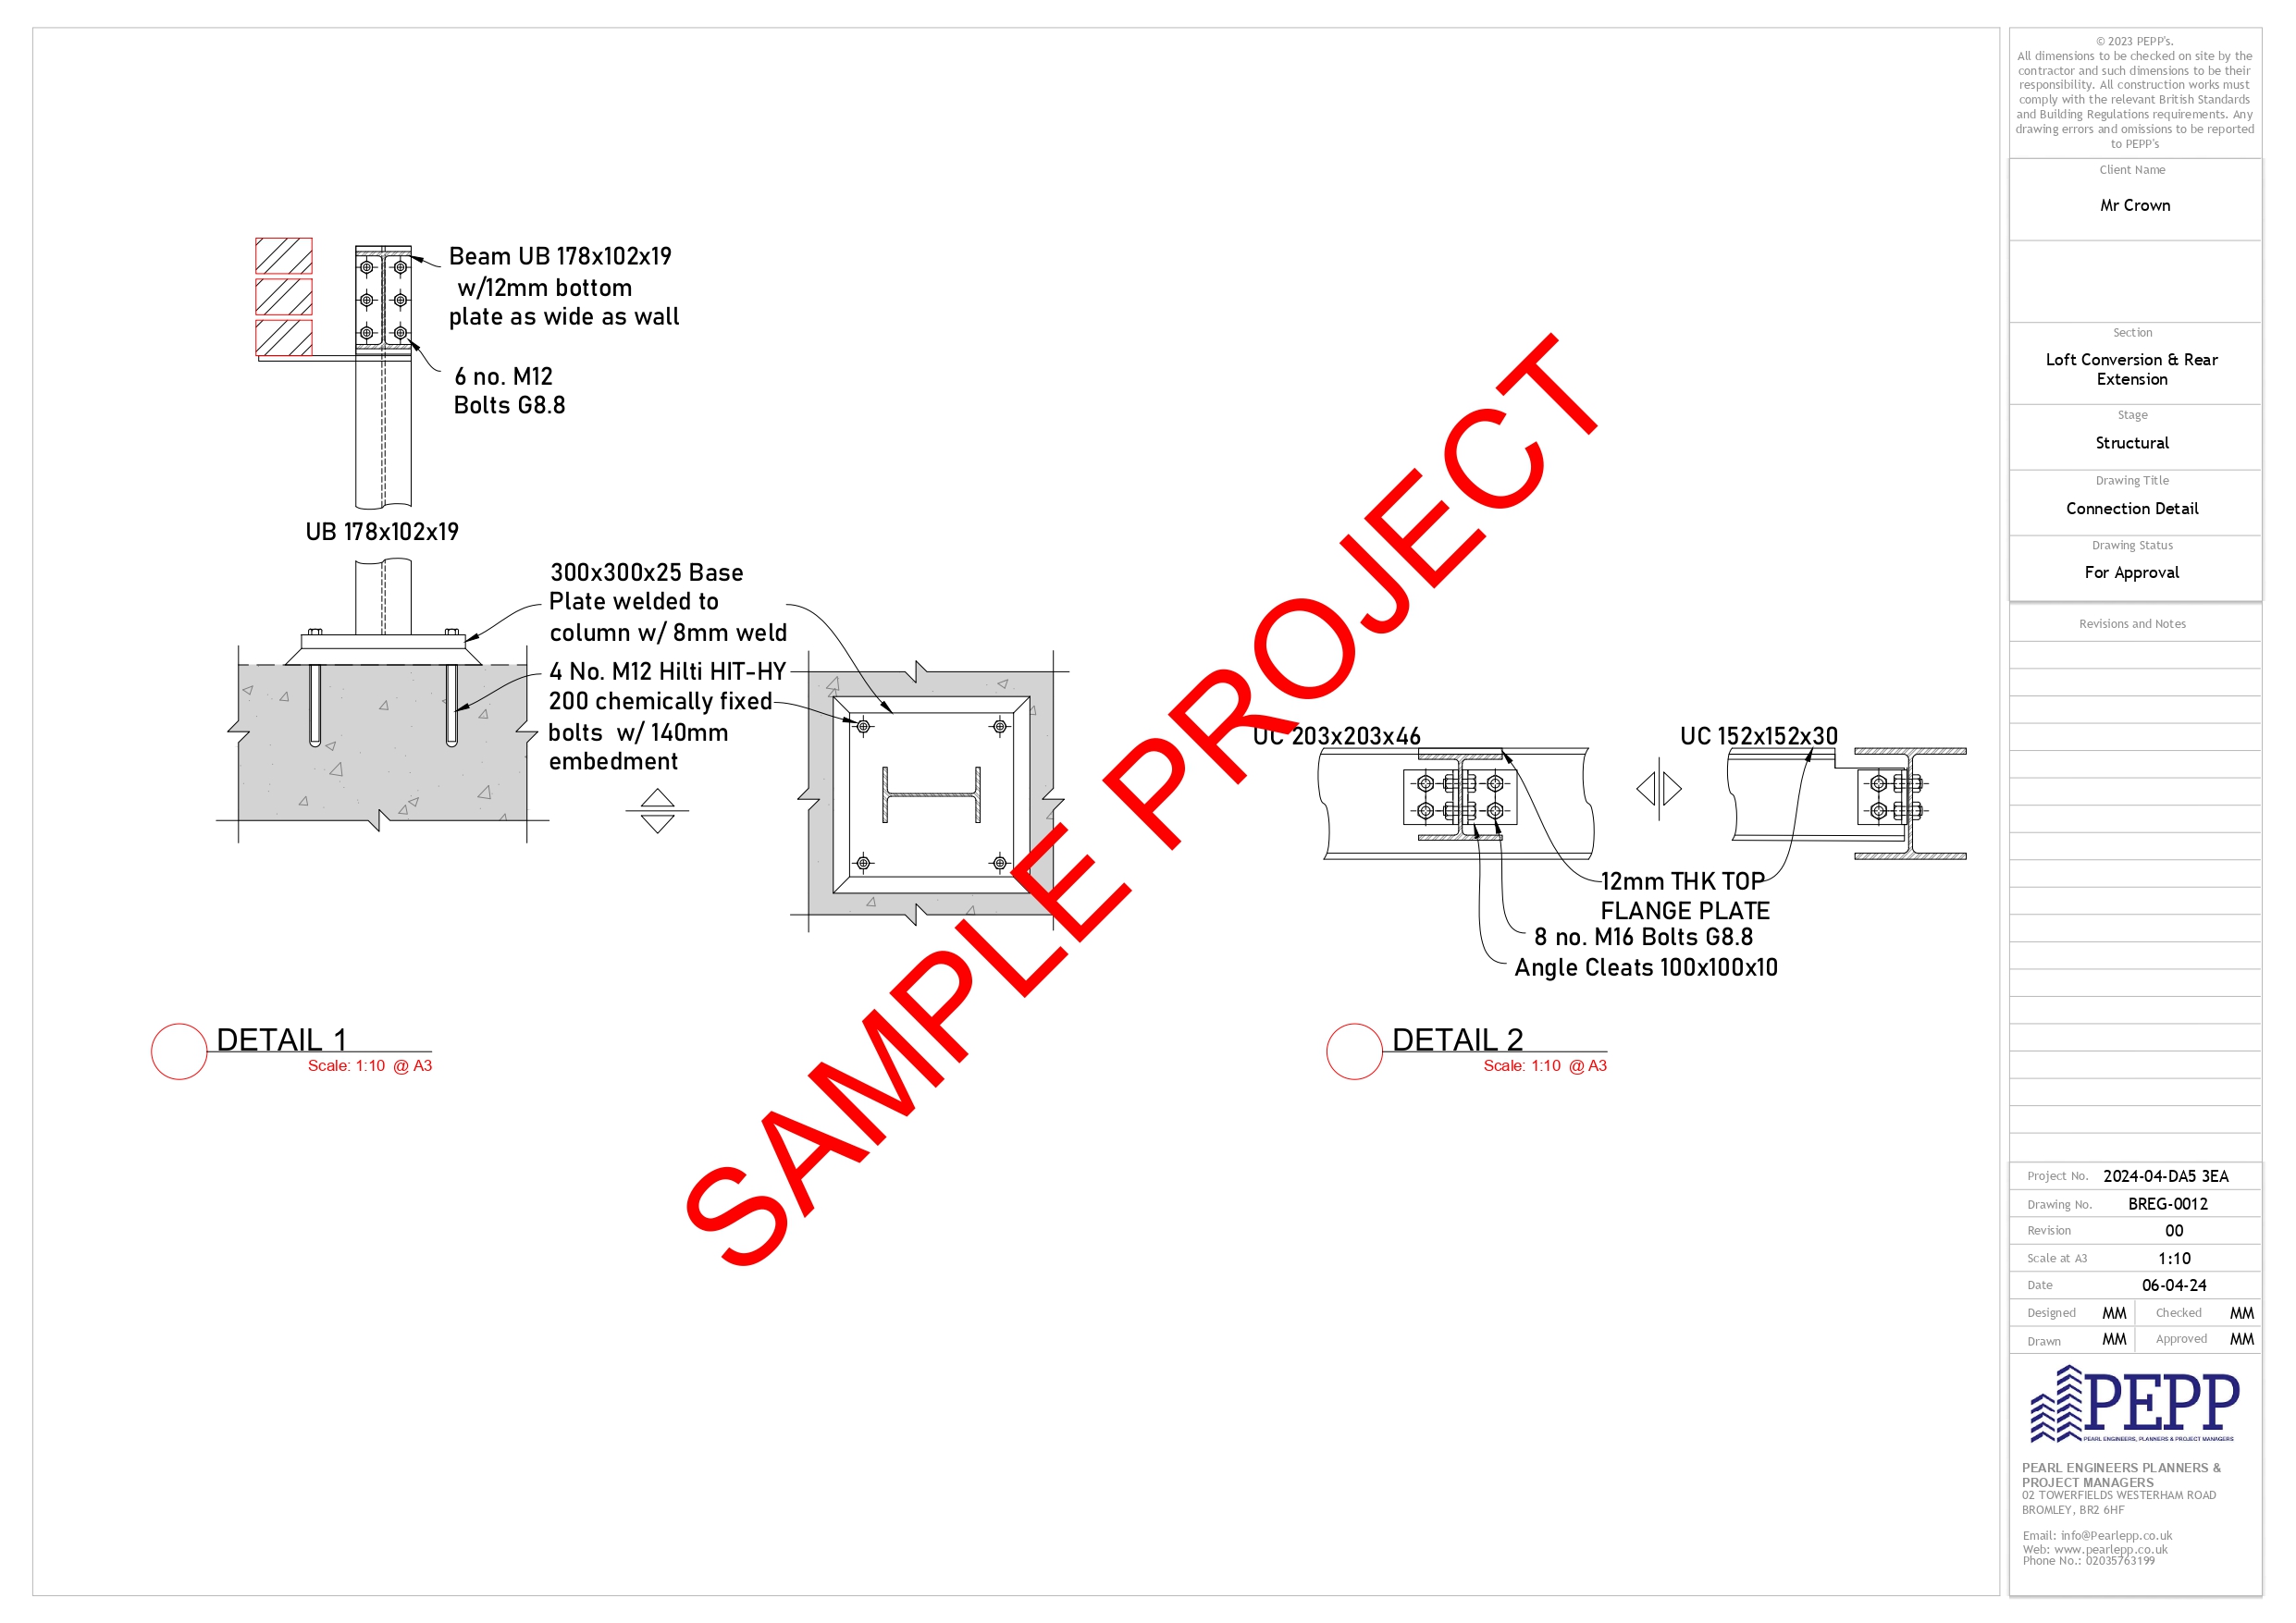 Beam UB 178x102x19
w/12mm bottom
plate as wide as wall
6 no. M12
Bolts G8.8
UB 178x102x19
300x300x25 Base
Plate welded to
column w/ 8mm weld
4 No. M12 Hilti HIT-HY
200 chemically fixed
bolts w/ 140mm
embedment
DETAIL 1
Scale: 1:10 @ A3
UC 203x203x46
UC 152x152x30
12mm THK TOP
FLANGE PLATE
8 no. M16 Bolts G8.8
Angle Cleats 100x100x10
DETAIL 2
Scale: 1:10 @ A3
SAMPLE PROJECT
© 2023 PEPP's.
All dimensions to be checked on site by the
contractor and such dimensions to be their
responsibility. All construction works must
comply with the relevant British Standards
and Building Regulations requirements. Any
drawing errors and omissions to be reported
to PEPP's
Client Name
Mr Crown
Section
Loft Conversion & Rear
Extension
Stage
Structural
Drawing Title
Connection Detail
Drawing Status
For Approval
Revisions and Notes
Project No. 2024-04-DA5 3EA
Drawing No. BREG-0012
Revision 00
Scale at A3 1:10
Date 06-04-24
Designed MM Checked MM
Drawn MM Approved MM
PEPP
PEARL ENGINEERS, PLANNERS & PROJECT MANAGERS
PEARL ENGINEERS PLANNERS &
PROJECT MANAGERS
02 TOWERFIELDS WESTERHAM ROAD
BROMLEY, BR2 6HF
Email: info@Pearlepp.co.uk
Web: www.pearlepp.co.uk
Phone No.: 02035763199